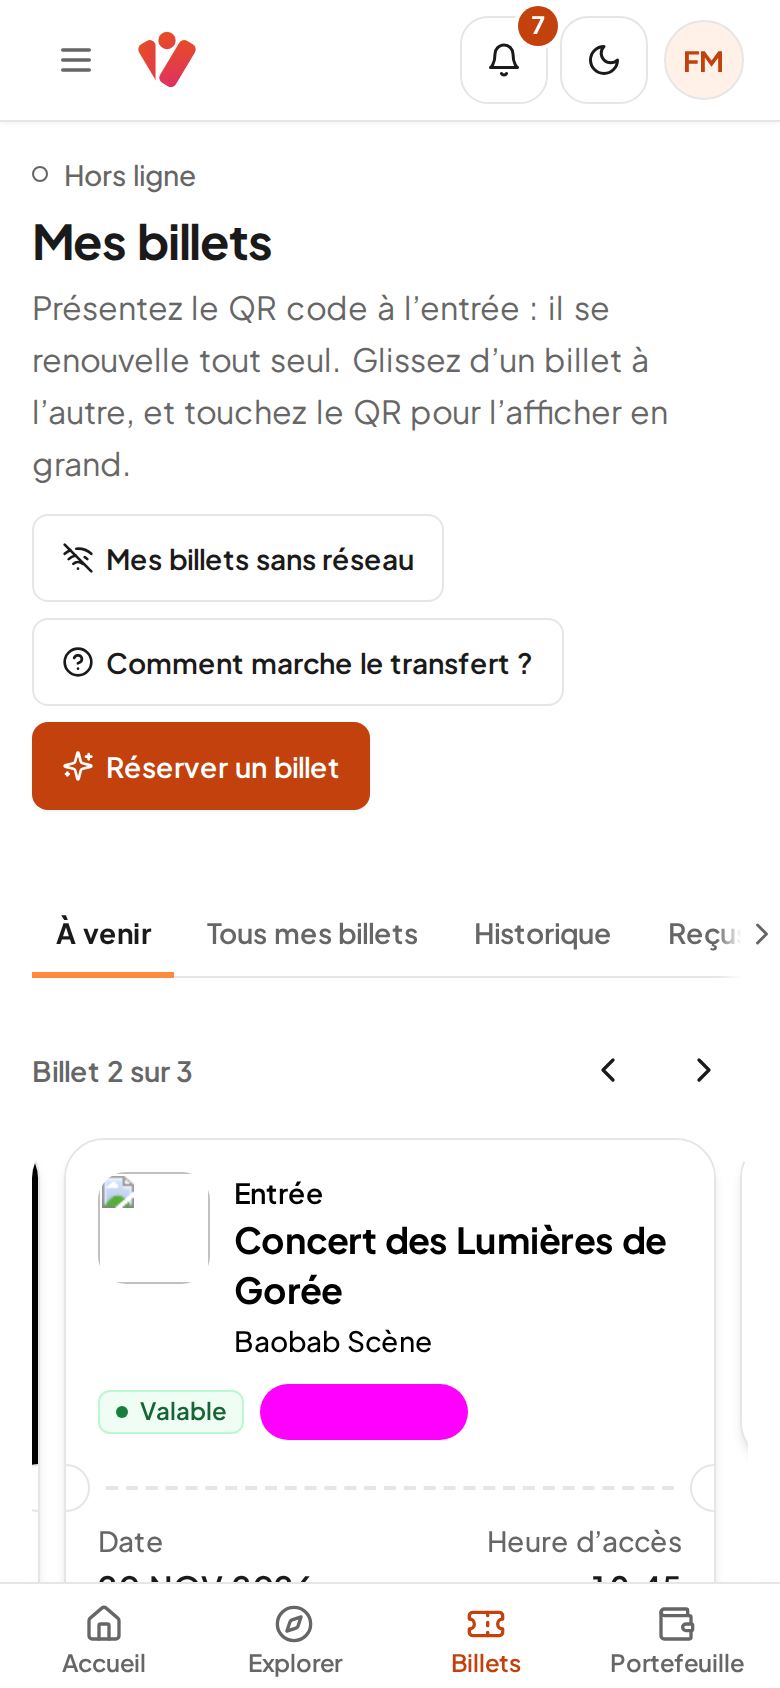 7
FM
Hors ligne
Mes billets
Présentez le QR code à l’entrée : il se
renouvelle tout seul. Glissez d’un billet à
l’autre, et touchez le QR pour l’afficher en
grand.
Mes billets sans réseau
Comment marche le transfert ?
Réserver un billet
À venir
Tous mes billets
Historique
Reçus
Billet 2 sur 3
Entrée
Concert des Lumières de
Gorée
Baobab Scène
Valable
Date
Heure d’accès
Accueil
Explorer
Billets
Portefeuille